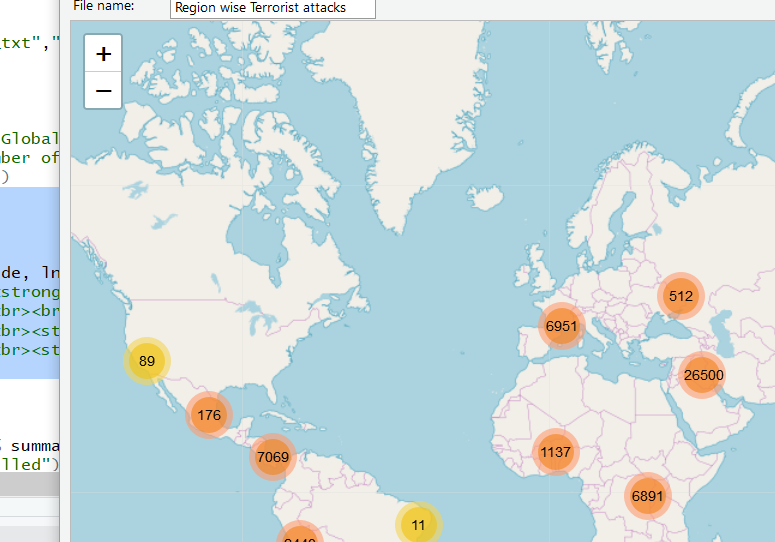 File name: Region wise Terrorist attacks
txt","
+
−
Global
ber of
)
de, ln
strong
br><br
512
6951
br><st
br><st
89
26500
176
summa
1137
7069
lled")
6891
11